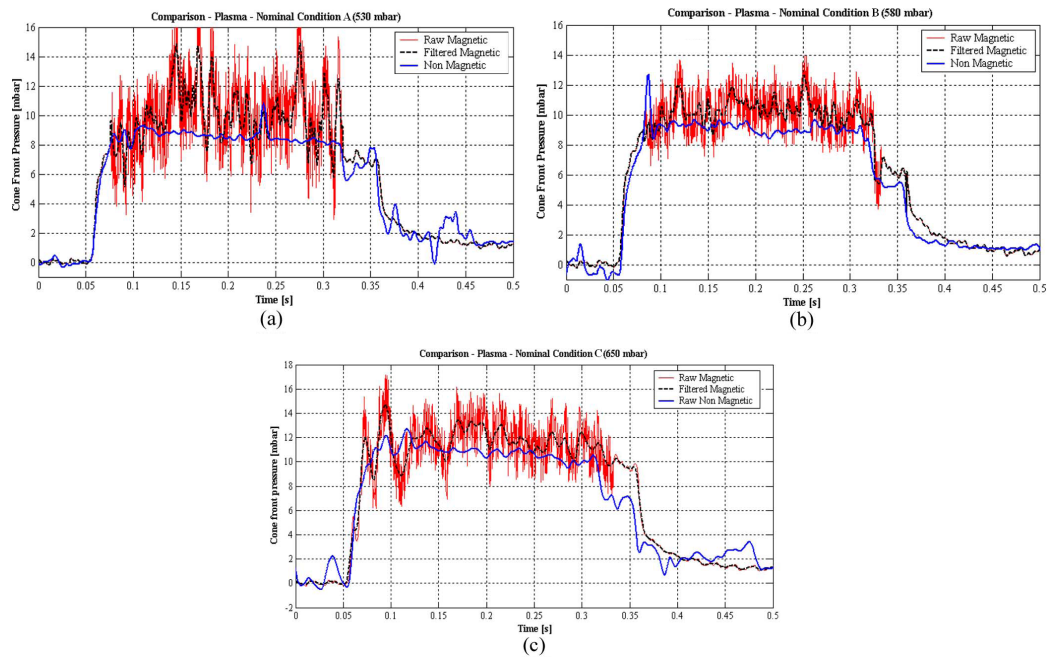 Comparison - Plasma - Nominal Condition A (530 mbar)
Cone Front Pressure [mbar]
16
14
12
10
8
6
4
2
0
Raw Magnetic
Filtered Magnetic
Non Magnetic
0 0.05 0.1 0.15 0.2 0.25 0.3 0.35 0.4 0.45 0.5
Time [s]
(a)
Comparison - Plasma - Nominal Condition B (580 mbar)
Cone Front Pressure [mbar]
16
14
12
10
8
6
4
2
0
Raw Magnetic
Filtered Magnetic
Non Magnetic
0 0.05 0.1 0.15 0.2 0.25 0.3 0.35 0.4 0.45 0.5
Time [s]
(b)
Comparison - Plasma - Nominal Condition C (650 mbar)
Cone front pressure [mbar]
18
16
14
12
10
8
6
4
2
0
-2
Raw Magnetic
Filtered Magnetic
Raw Non Magnetic
0 0.05 0.1 0.15 0.2 0.25 0.3 0.35 0.4 0.45 0.5
Time [s]
(c)